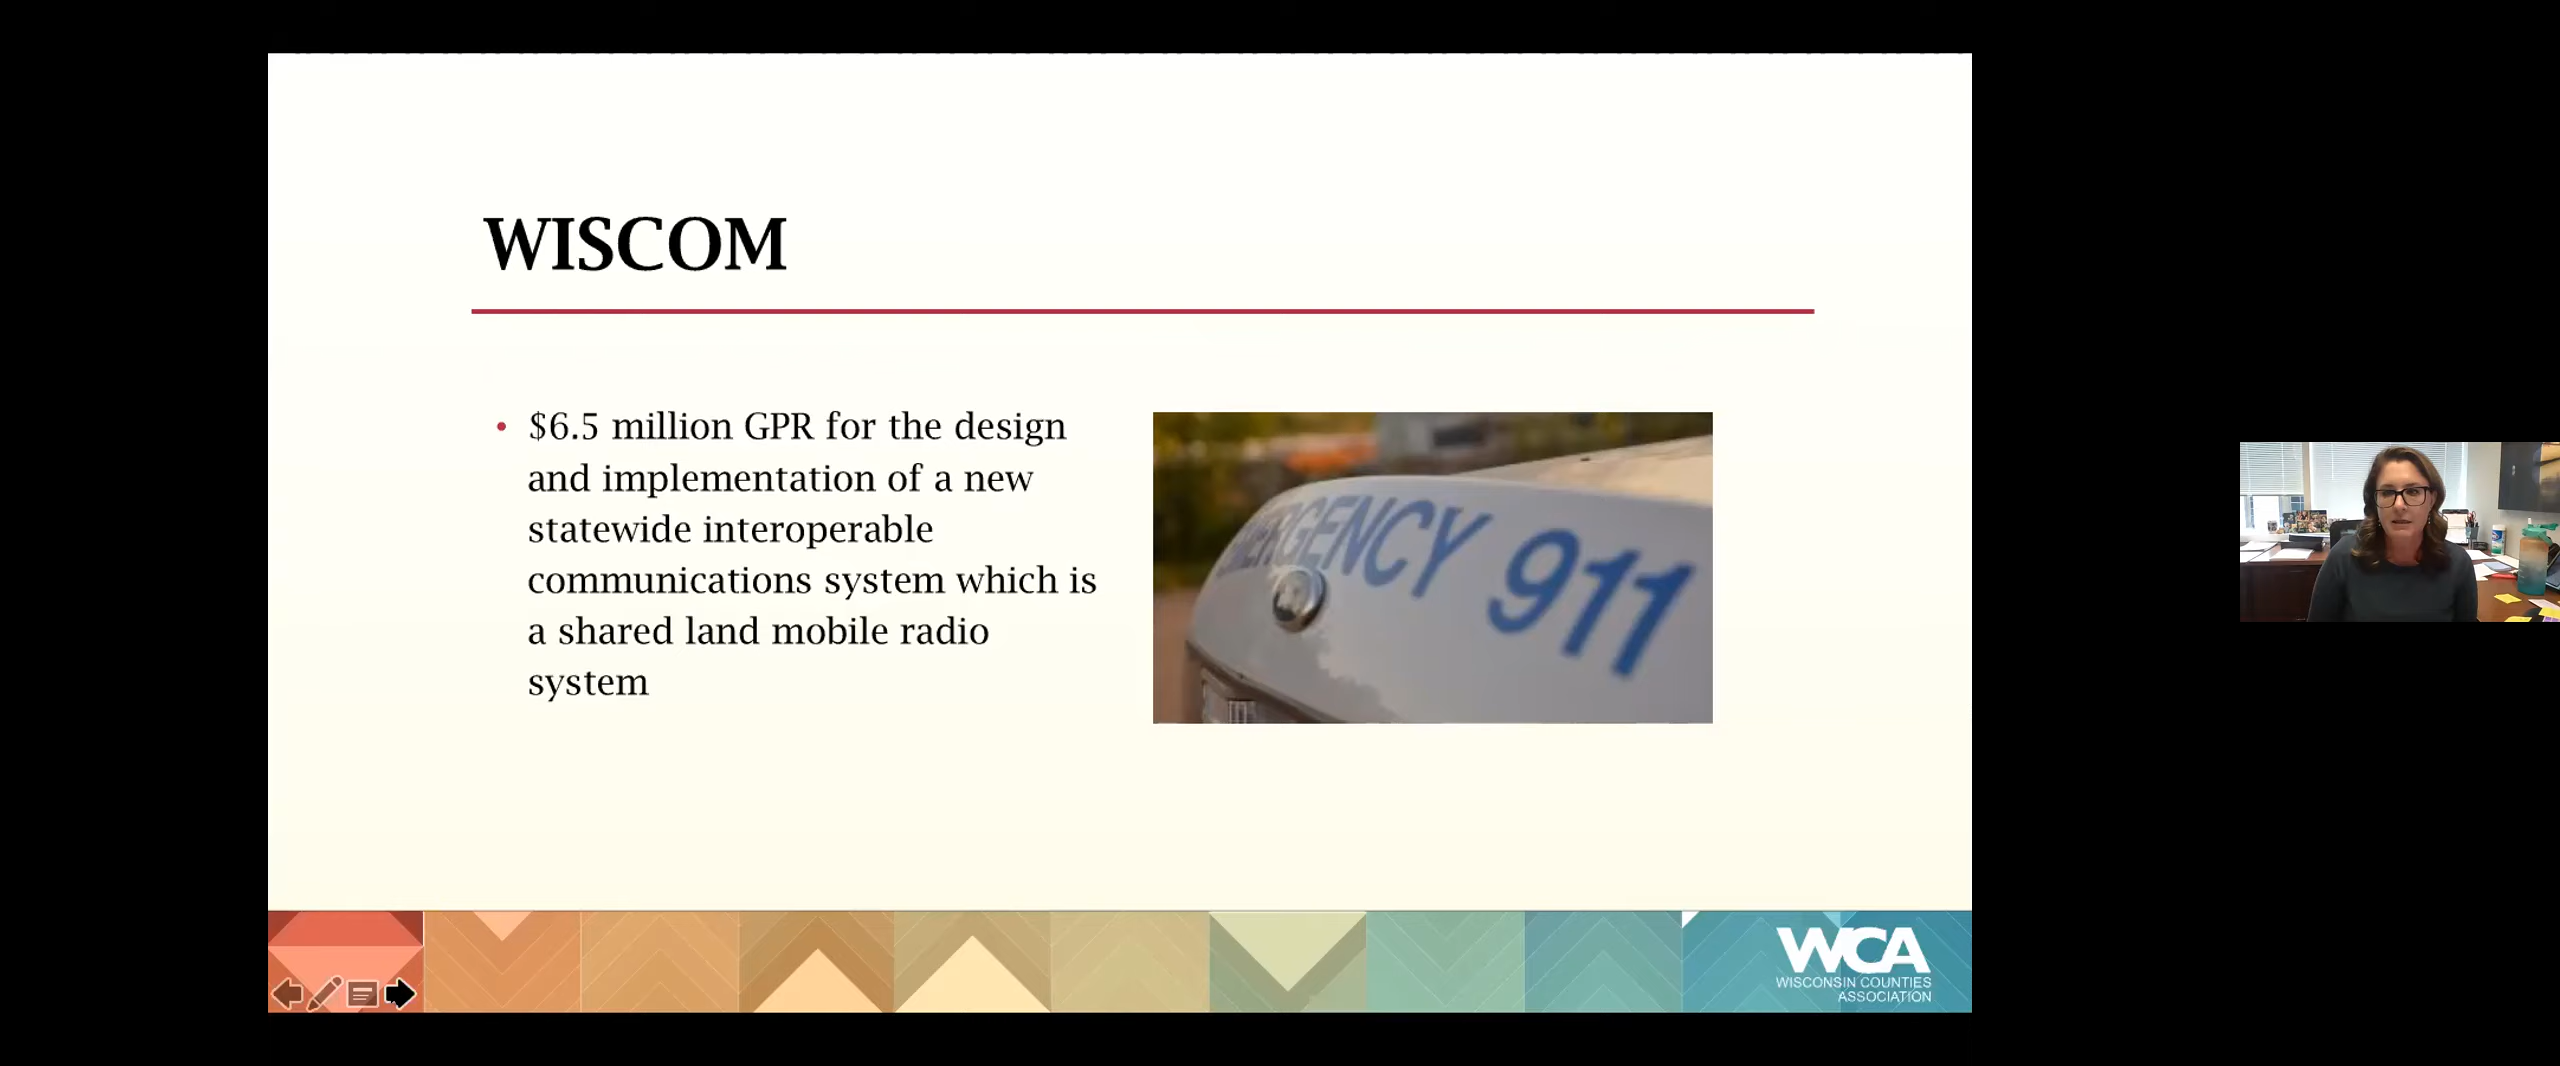 WISCOM
• $6.5 million GPR for the design
and implementation of a new
statewide interoperable
communications system which is
a shared land mobile radio
system
EMERGENCY 911
WCA
WISCONSIN COUNTIES
ASSOCIATION